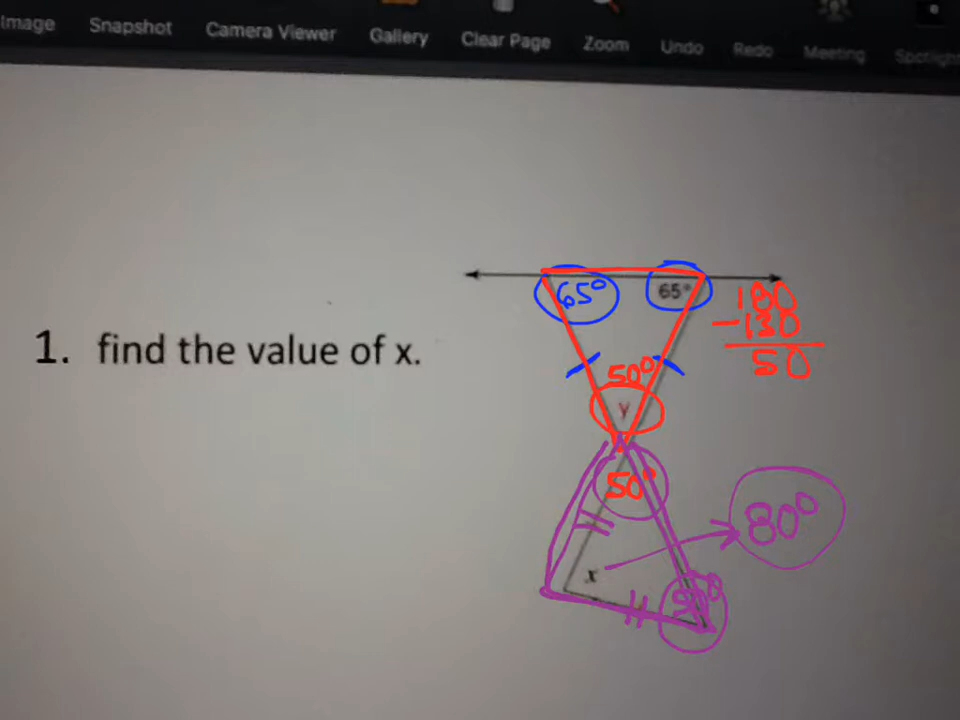 Image Snapshot Camera Viewer Gallery Clear Page Zoom Undo Redo Meeting Spotlight
65° 65°
180
-130
50
50°
1. find the value of x.
y
50°
80°
x